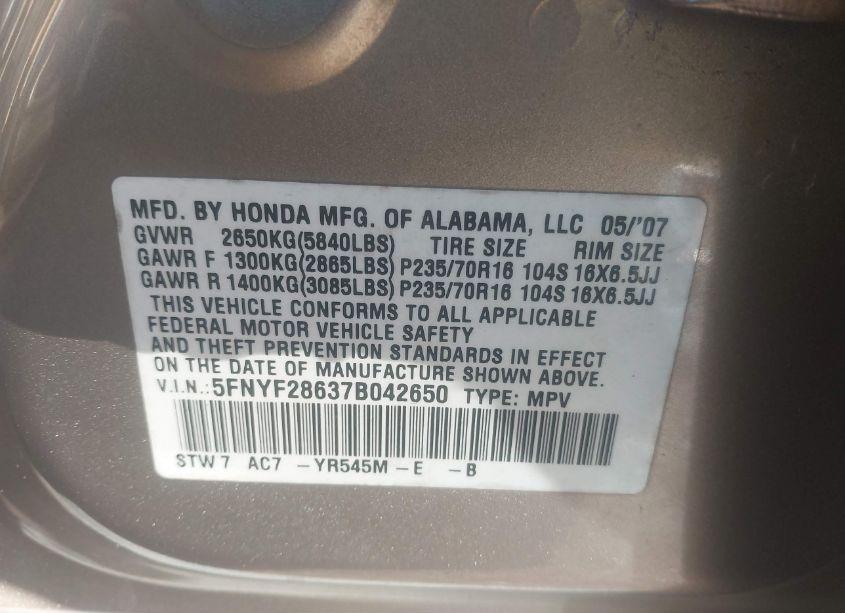 MFD. BY HONDA MFG. OF ALABAMA, LLC 05/'07
GVWR 2650KG(5840LBS) TIRE SIZE RIM SIZE
GAWR F 1300KG(2865LBS) P235/70R16 104S 16X6.5JJ
GAWR R 1400KG(3085LBS) P235/70R16 104S 16X6.5JJ
THIS VEHICLE CONFORMS TO ALL APPLICABLE
FEDERAL MOTOR VEHICLE SAFETY
AND THEFT PREVENTION STANDARDS IN EFFECT
ON THE DATE OF MANUFACTURE SHOWN ABOVE.
V.I.N.:5FNYF28637B042650 TYPE: MPV
STW7 AC7 -YR545M-E -B